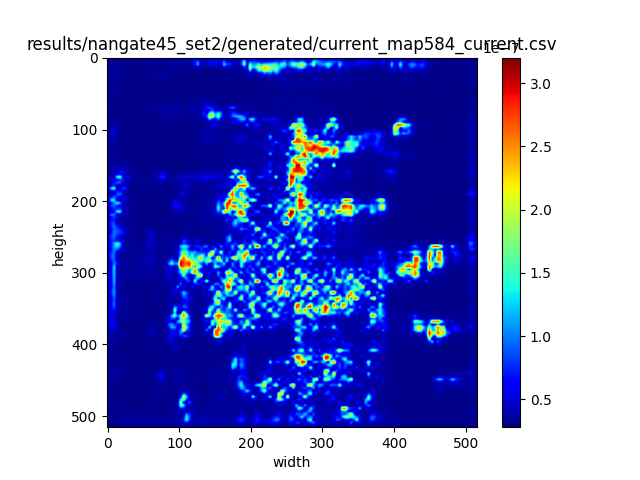 results/nangate45_set2/generated/current_map584_current.csv
1e−7
0
100
200
300
400
500
height
0 100 200 300 400 500
width
3.0
2.5
2.0
1.5
1.0
0.5